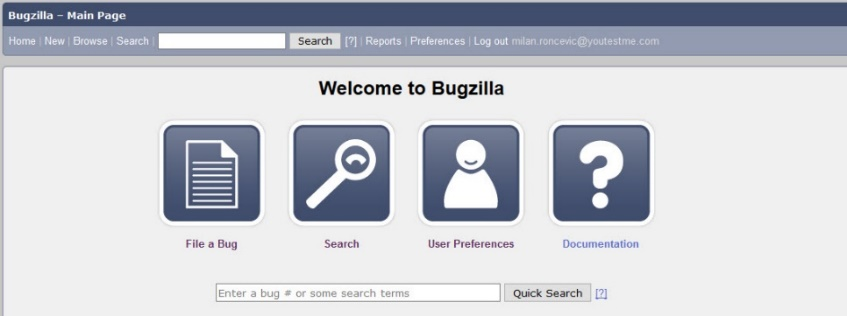 Bugzilla – Main Page
Home | New | Browse | Search | Search [?] | Reports | Preferences | Log out milan.roncevic@youtestme.com
Welcome to Bugzilla
File a Bug Search User Preferences Documentation
Enter a bug # or some search terms Quick Search [?]